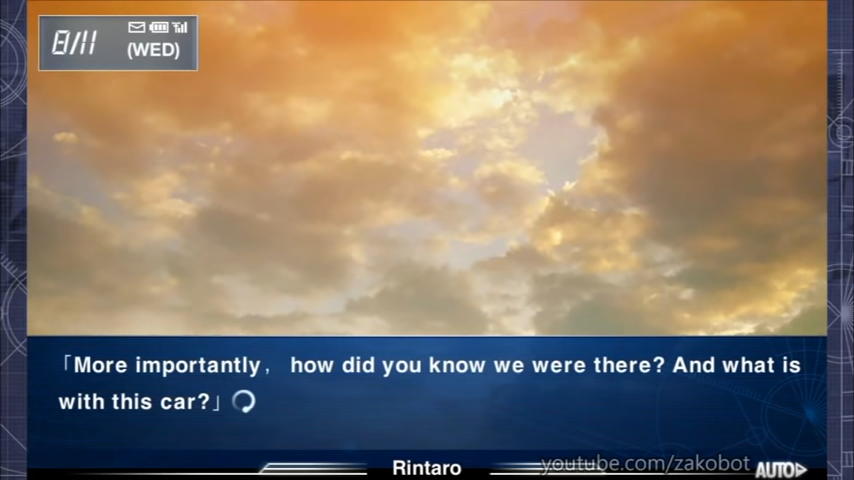 8/11
(WED)
「More importantly, how did you know we were there? And what is
with this car?」
Rintaro
youtube.com/zakobot
AUTO